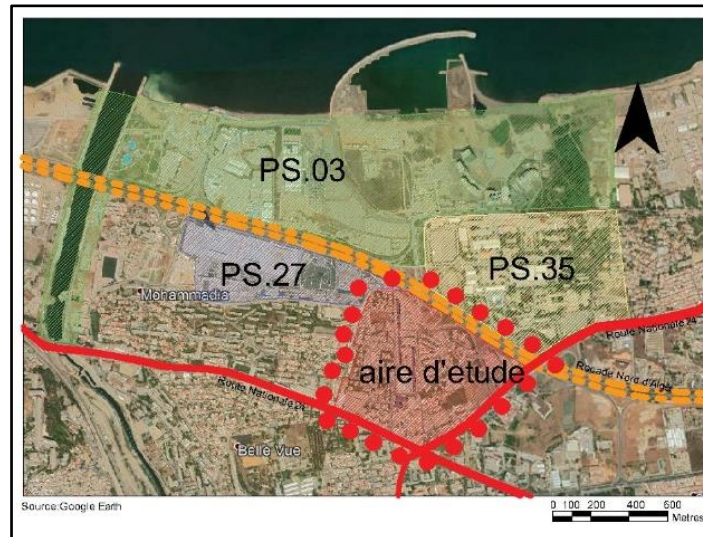 PS.03
PS.27
PS.35
Mohammadia
Route Nationale 24
aire d'etude
Rocade Nord d'Alger
Route Nationale 24
Belle Vue
Source:Google Earth
0 100 200 400 600
Metres